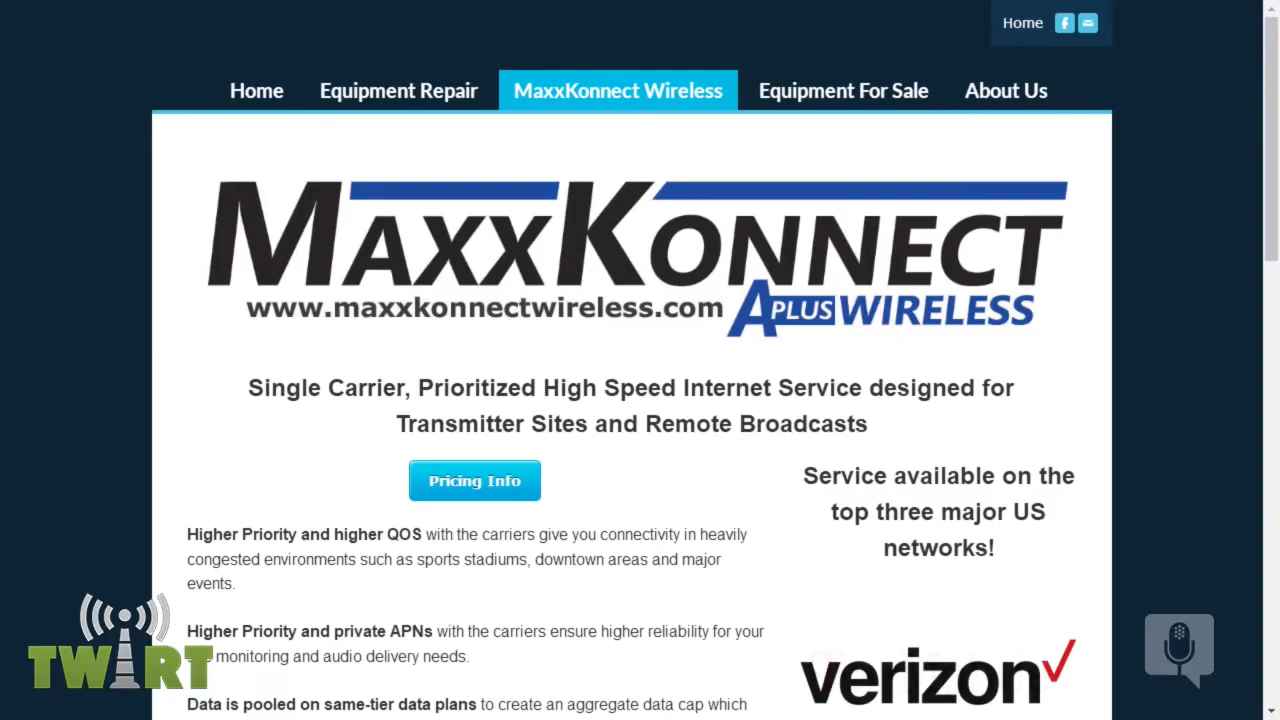 Home
Home Equipment Repair MaxxKonnect Wireless Equipment For Sale About Us
MAXXKONNECT
www.maxxkonnectwireless.com APLUS WIRELESS
Single Carrier, Prioritized High Speed Internet Service designed for
Transmitter Sites and Remote Broadcasts
Pricing Info
Higher Priority and higher QOS with the carriers give you connectivity in heavily
congested environments such as sports stadiums, downtown areas and major
events.
Higher Priority and private APNs with the carriers ensure higher reliability for your
monitoring and audio delivery needs.
Data is pooled on same-tier data plans to create an aggregate data cap which
Service available on the
top three major US
networks!
verizon
TWiRT